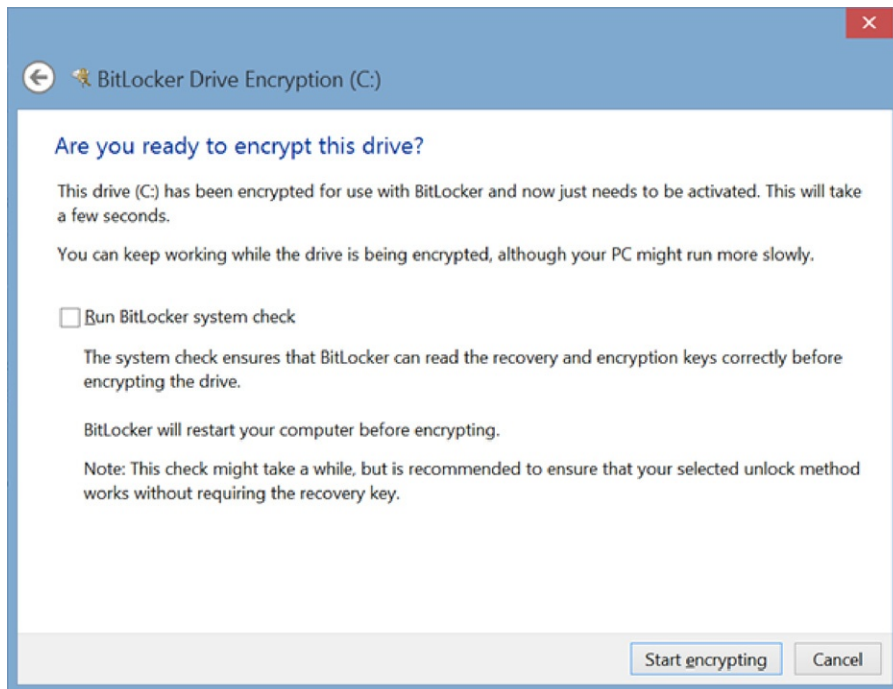 BitLocker Drive Encryption (C:)
Are you ready to encrypt this drive?
This drive (C:) has been encrypted for use with BitLocker and now just needs to be activated. This will take
a few seconds.
You can keep working while the drive is being encrypted, although your PC might run more slowly.
Run BitLocker system check
The system check ensures that BitLocker can read the recovery and encryption keys correctly before
encrypting the drive.
BitLocker will restart your computer before encrypting.
Note: This check might take a while, but is recommended to ensure that your selected unlock method
works without requiring the recovery key.
Start encrypting Cancel